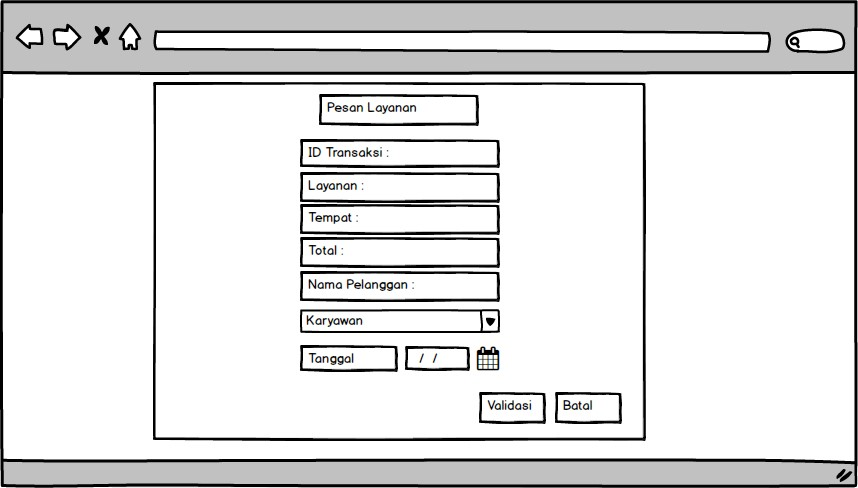 Pesan Layanan
ID Transaksi :
Layanan :
Tempat :
Total :
Nama Pelanggan :
Karyawan
Tanggal / /
Validasi Batal